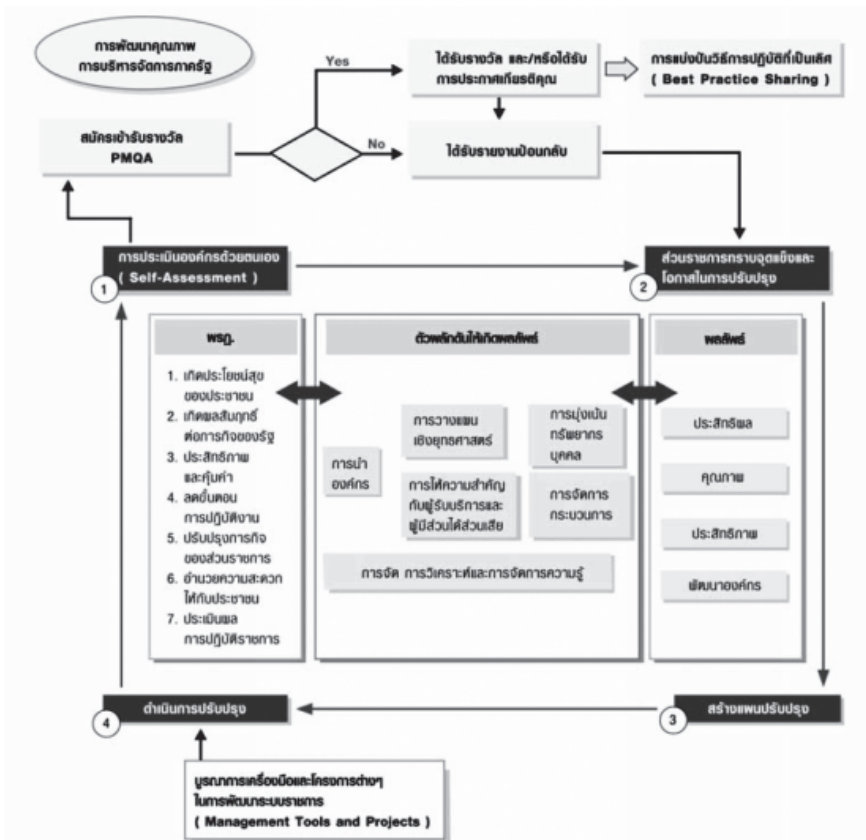 การพัฒนาคุณภาพ
การบริหารจัดการภาครัฐ
Yes
ได้รับรางวัล และ/หรือได้รับ
การประกาศเกียรติคุณ
การแบ่งปันวิธีการปฏิบัติที่เป็นเลิศ
( Best Practice Sharing )
สมัครเข้ารับรางวัล
PMQA
No
ได้รับรายงานป้อนกลับ
การประเมินองค์กรด้วยตนเอง
( Self-Assessment )
1
ส่วนราชการทราบจุดแข็งและ
โอกาสในการปรับปรุง
2
พรฎ.
1. เกิดประโยชน์สุข
ของประชาชน
2. เกิดผลสัมฤทธิ์
ต่อภารกิจของรัฐ
3. ประสิทธิภาพ
และคุ้มค่า
4. ลดขั้นตอน
การปฏิบัติงาน
5. ปรับปรุงภารกิจ
ของส่วนราชการ
6. อำนวยความสะดวก
ให้กับประชาชน
7. ประเมินผล
การปฏิบัติราชการ
ตัวผลักดันให้เกิดผลลัพธ์
การนำ
องค์กร
การวางแผน
เชิงยุทธศาสตร์
การมุ่งเน้น
ทรัพยากร
บุคคล
การให้ความสำคัญ
กับผู้รับบริการและ
ผู้มีส่วนได้ส่วนเสีย
การจัดการ
กระบวนการ
การจัด การวิเคราะห์และการจัดการความรู้
ผลลัพธ์
ประสิทธิผล
คุณภาพ
ประสิทธิภาพ
พัฒนาองค์กร
4
ดำเนินการปรับปรุง
3
สร้างแผนปรับปรุง
บูรณาการเครื่องมือและโครงการต่างๆ
ในการพัฒนาระบบราชการ
( Management Tools and Projects )